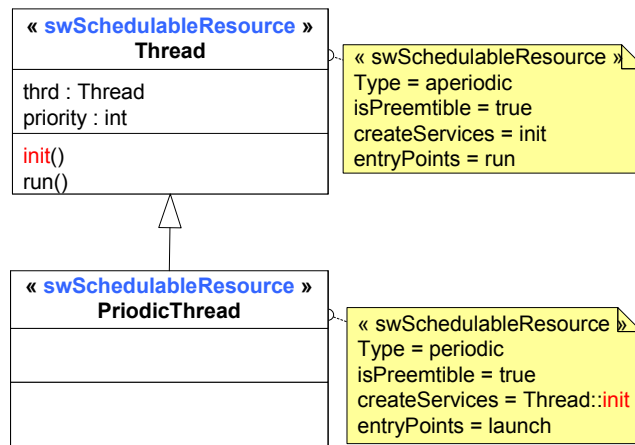 « swSchedulableResource »
Thread
thrd : Thread
priority : int
init()
run()
« swSchedulableResource »
Type = aperiodic
isPreemtible = true
createServices = init
entryPoints = run
« swSchedulableResource »
PriodicThread
« swSchedulableResource »
Type = periodic
isPreemtible = true
createServices = Thread::init
entryPoints = launch